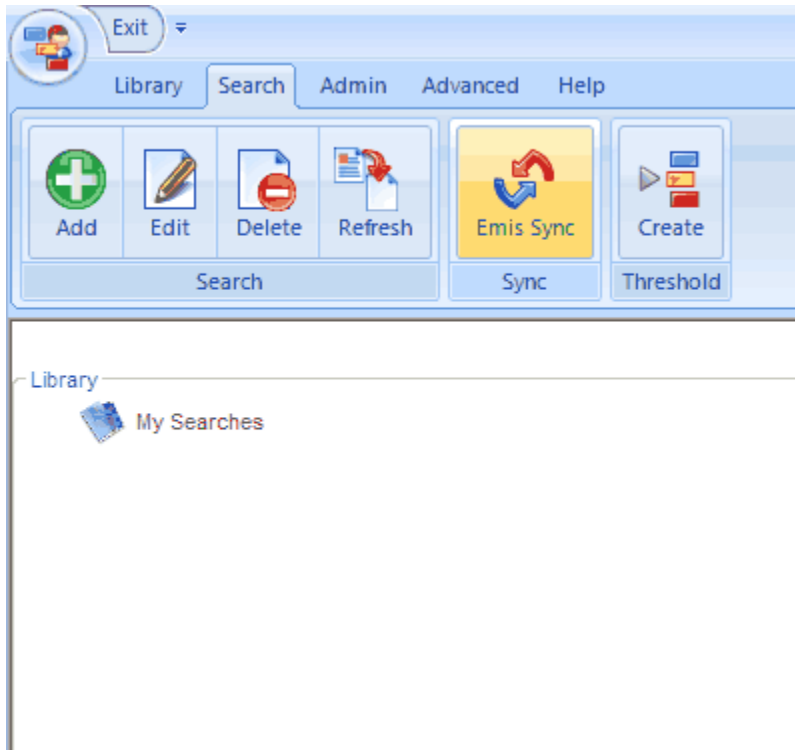 Exit
Library Search Admin Advanced Help
Add Edit Delete Refresh Emis Sync Create
Search Sync Threshold
Library
My Searches